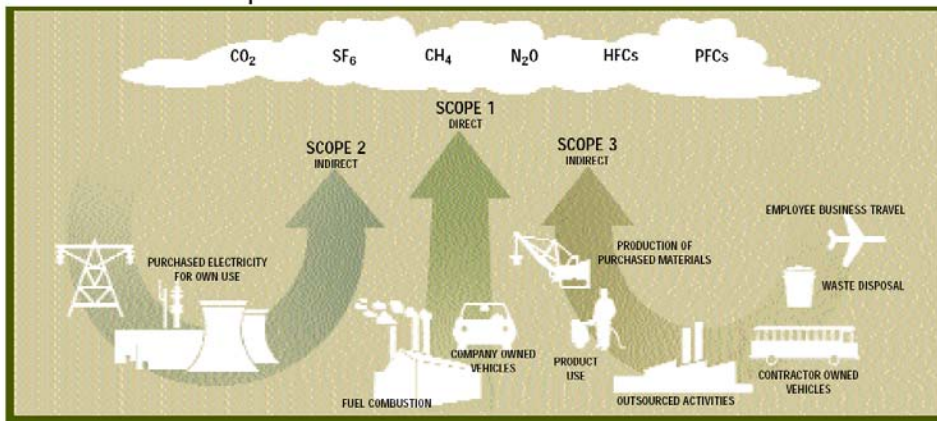 CO₂ SF₆ CH₄ N₂O HFCs PFCs
SCOPE 1
DIRECT
SCOPE 2
INDIRECT
SCOPE 3
INDIRECT
PURCHASED ELECTRICITY
FOR OWN USE
FUEL COMBUSTION
COMPANY OWNED
VEHICLES
PRODUCTION OF
PURCHASED MATERIALS
PRODUCT
USE
OUTSOURCED ACTIVITIES
EMPLOYEE BUSINESS TRAVEL
WASTE DISPOSAL
CONTRACTOR OWNED
VEHICLES